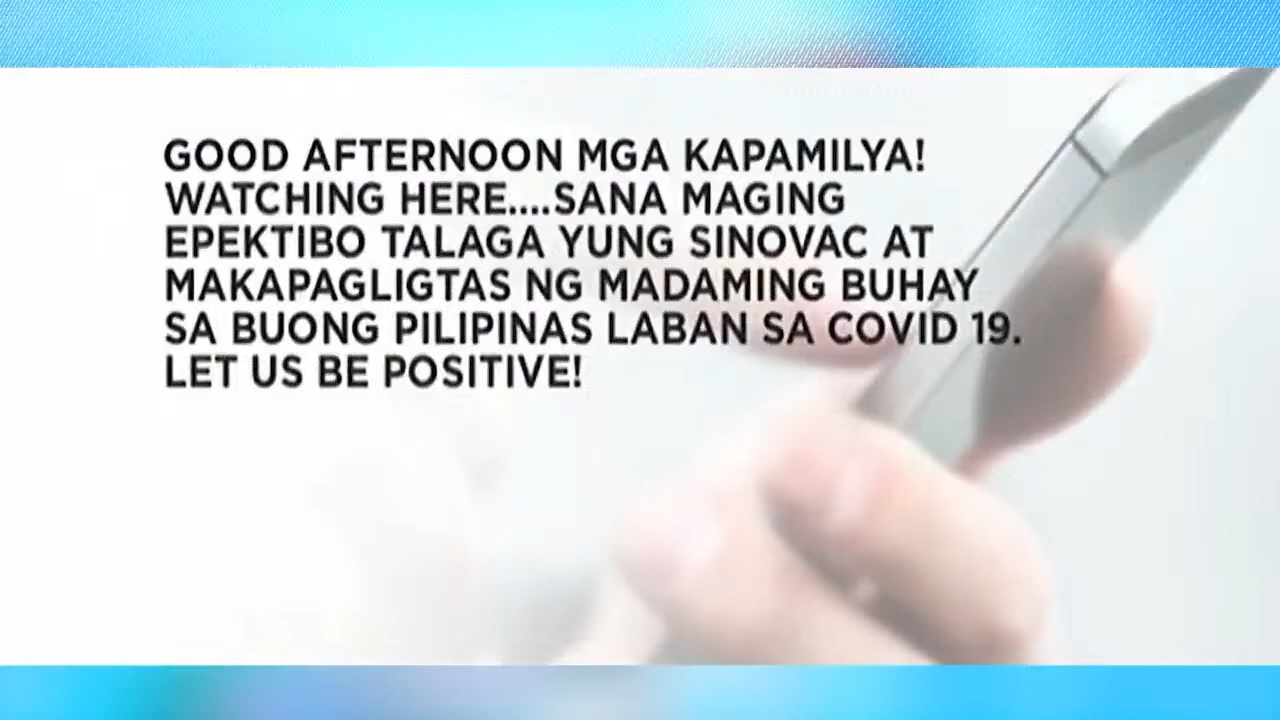 GOOD AFTERNOON MGA KAPAMILYA!
WATCHING HERE....SANA MAGING
EPEKTIBO TALAGA YUNG SINOVAC AT
MAKAPAGLIGTAS NG MADAMING BUHAY
SA BUONG PILIPINAS LABAN SA COVID 19.
LET US BE POSITIVE!